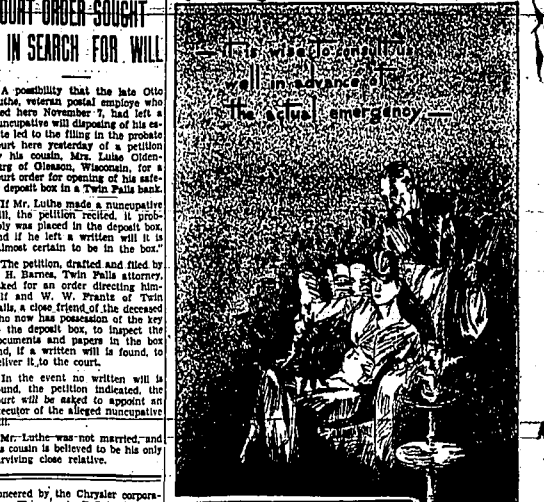 COURT ORDER SOUGHT
IN SEARCH FOR WILL
A possibility that the late Otto
Luthe, veteran postal employe who
died here November 7, had left a
nuncupative will disposing of his es-
tate led to the filing in the probate
court here yesterday of a petition
by his cousin, Mrs. Luise Olden-
burg of Gleason, Wisconsin, for a
court order for opening of his safe-
deposit box in a Twin Falls bank.
"If Mr. Luthe made a nuncupative
will, the petition recited, it prob-
ably was placed in the deposit box,
and if he left a written will it is
almost certain to be in the box."
The petition, drafted and filed by
H. Barnes, Twin Falls attorney,
asked for an order directing him-
self and W. W. Frantz of Twin
Falls, a close friend of the deceased
who now has possession of the key
to the deposit box, to inspect the
documents and papers in the box
and, if a written will is found, to
deliver it to the court.
In the event no written will is
found, the petition indicated, the
court will be asked to appoint an
executor of the alleged nuncupative
will.
Mr. Luthe was not married, and
his cousin is believed to be his only
surviving close relative.
pioneered by the Chrysler corpora-
— It is wise to consult us
well in advance of
the actual emergency —